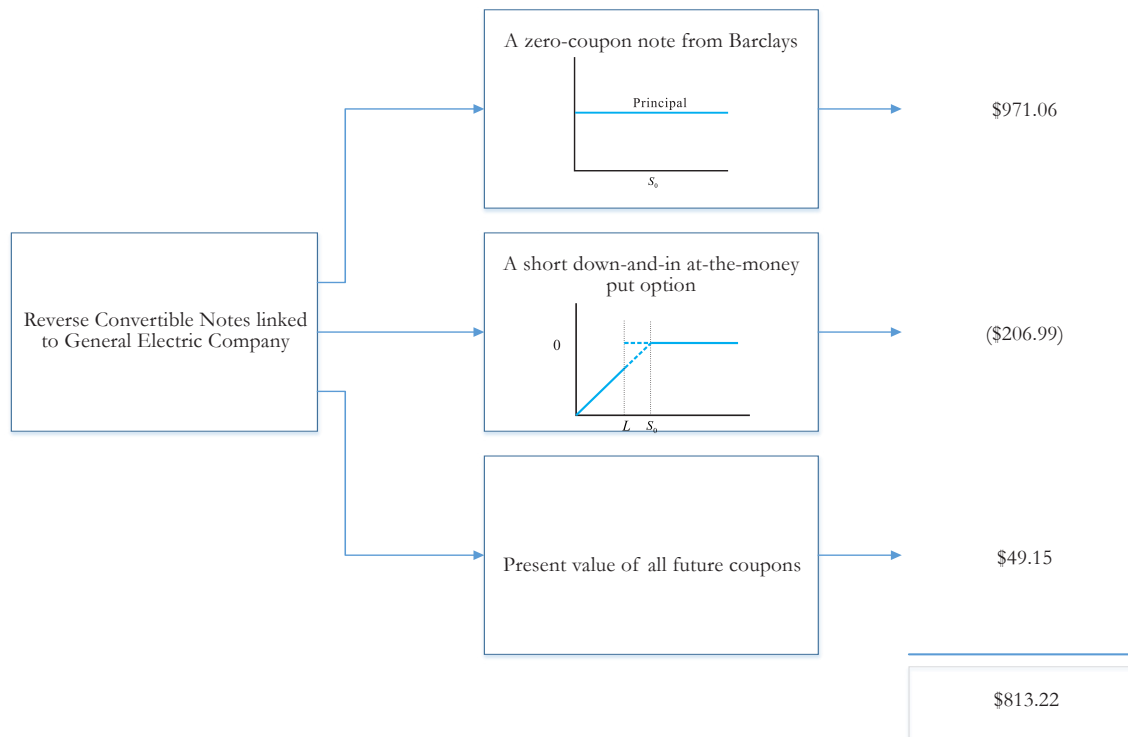 A zero-coupon note from Barclays
Principal
S₀
$971.06
Reverse Convertible Notes linked
to General Electric Company
A short down-and-in at-the-money
put option
0
L S₀
($206.99)
Present value of all future coupons
$49.15
$813.22